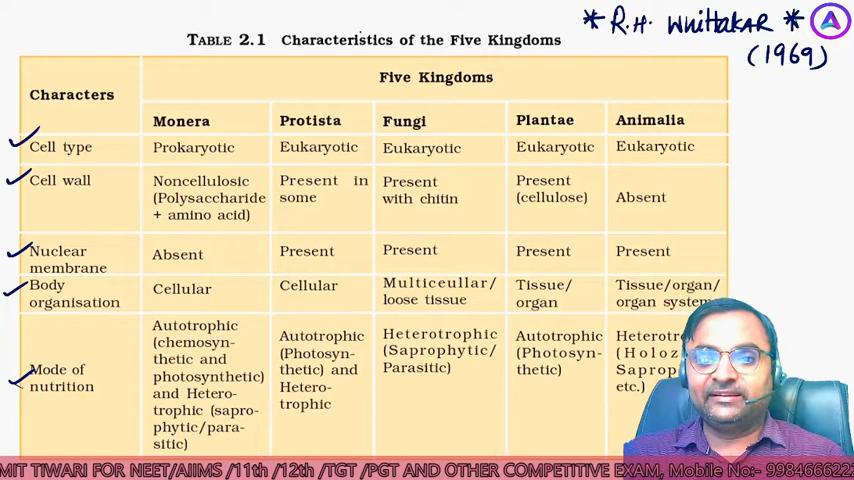 * R.H. Whittakar *
(1969)
TABLE 2.1 Characteristics of the Five Kingdoms
Characters
Five Kingdoms
Monera Protista Fungi Plantae Animalia
Cell type Prokaryotic Eukaryotic Eukaryotic Eukaryotic Eukaryotic
Cell wall Noncellulosic (Polysaccharide + amino acid) Present in some Present with chitin Present (cellulose) Absent
Nuclear membrane Absent Present Present Present Present
Body organisation Cellular Cellular Multiceullar/ loose tissue Tissue/ organ Tissue/organ/ organ system
Mode of nutrition Autotrophic (chemosyn-thetic and photosynthetic) and Hetero-trophic (sapro-phytic/para-sitic) Autotrophic (Photosyn-thetic) and Hetero-trophic Heterotrophic (Saprophytic/ Parasitic) Autotrophic (Photosyn-thetic) etc.)
MIT TIWARI FOR NEET/AIIMS /11th /12th /TGT /PGT AND OTHER COMPETITIVE EXAM, Mobile No:-